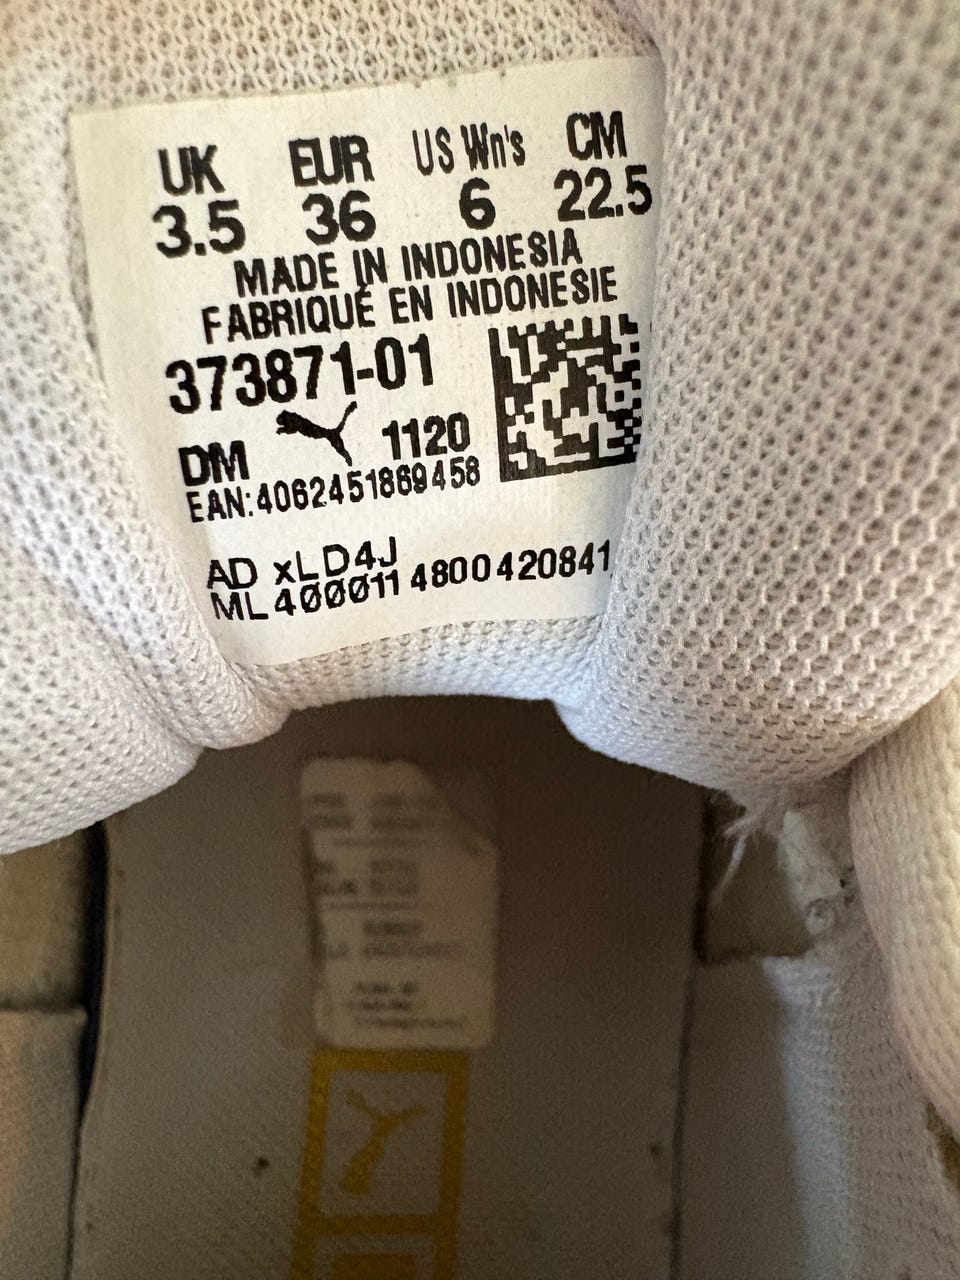 UK EUR US Wn's CM
3.5 36 6 22.5
MADE IN INDONESIA
FABRIQUÉ EN INDONESIE
373871-01
DM 1120
EAN:4062451869458
AD xLD4J
ML400011 4800420841